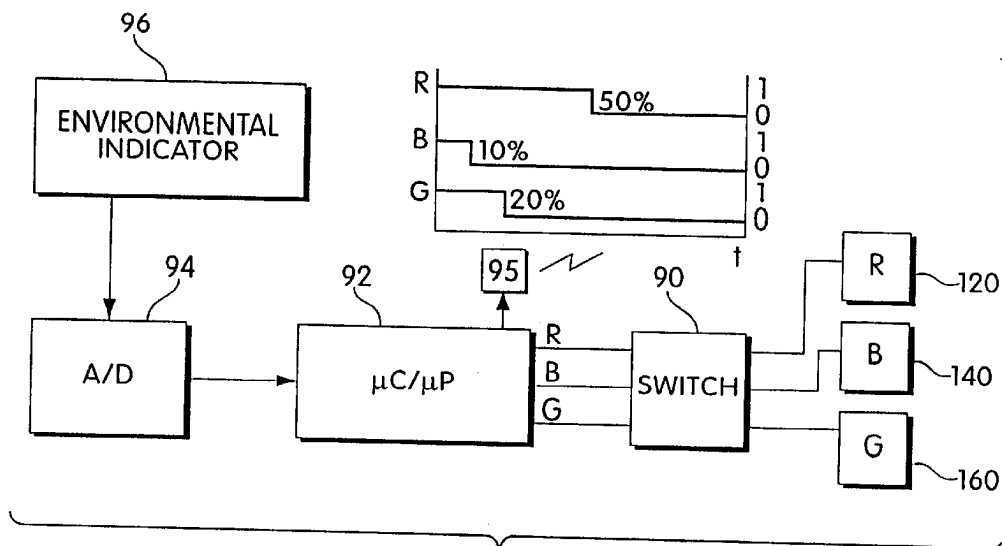 96
ENVIRONMENTAL
INDICATOR
R
50%
1
0
B
10%
1
0
G
20%
1
0
t
95
94
92
90
A/D
μC/μP
R
B
G
SWITCH
R
120
B
140
G
160